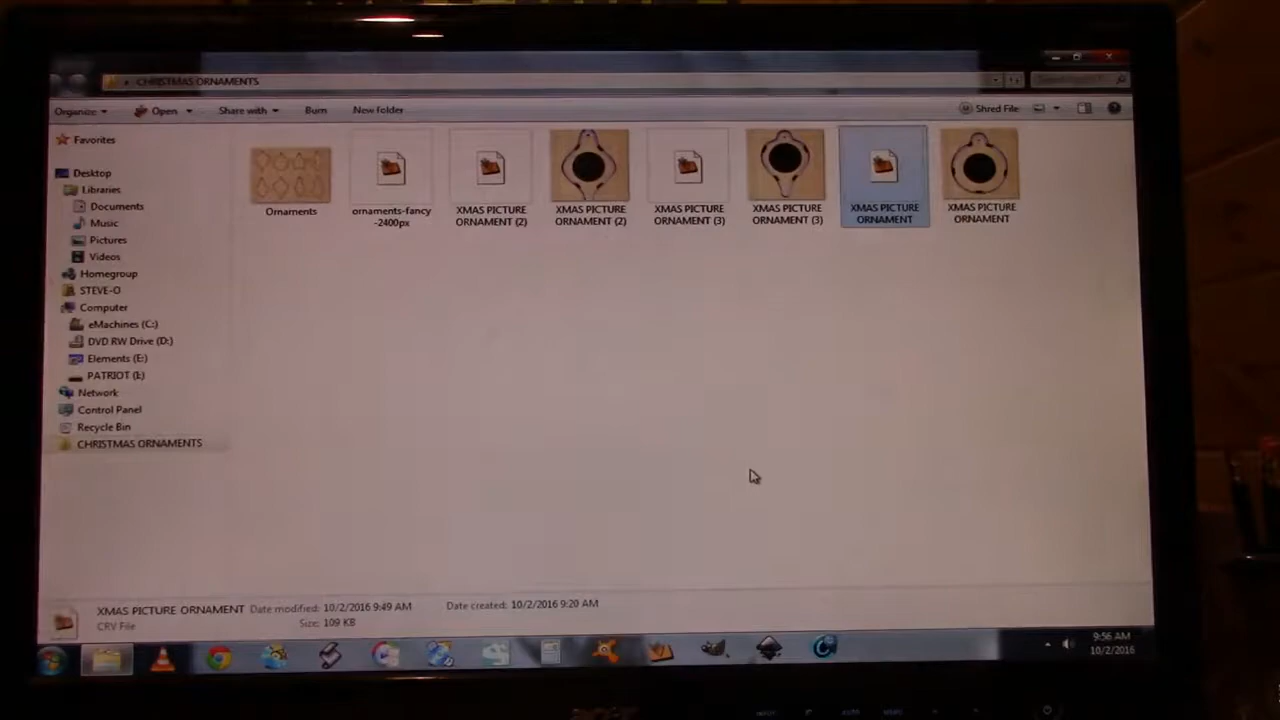 CHRISTMAS ORNAMENTS
Organize Open Share with Burn New folder Shred File
Favorites
Desktop
Libraries
Documents
Music
Pictures
Videos
Homegroup
STEVE-O
Computer
eMachines (C:)
DVD RW Drive (D:)
Elements (E:)
PATRIOT (I:)
Network
Control Panel
Recycle Bin
CHRISTMAS ORNAMENTS
Ornaments
ornaments-fancy
-2400px
XMAS PICTURE
ORNAMENT (2)
XMAS PICTURE
ORNAMENT (2)
XMAS PICTURE
ORNAMENT (3)
XMAS PICTURE
ORNAMENT (3)
XMAS PICTURE
ORNAMENT
XMAS PICTURE
ORNAMENT
XMAS PICTURE ORNAMENT Date modified: 10/2/2016 9:49 AM Date created: 10/2/2016 9:20 AM
CRV File Size: 109 KB
9:56 AM
10/2/2016